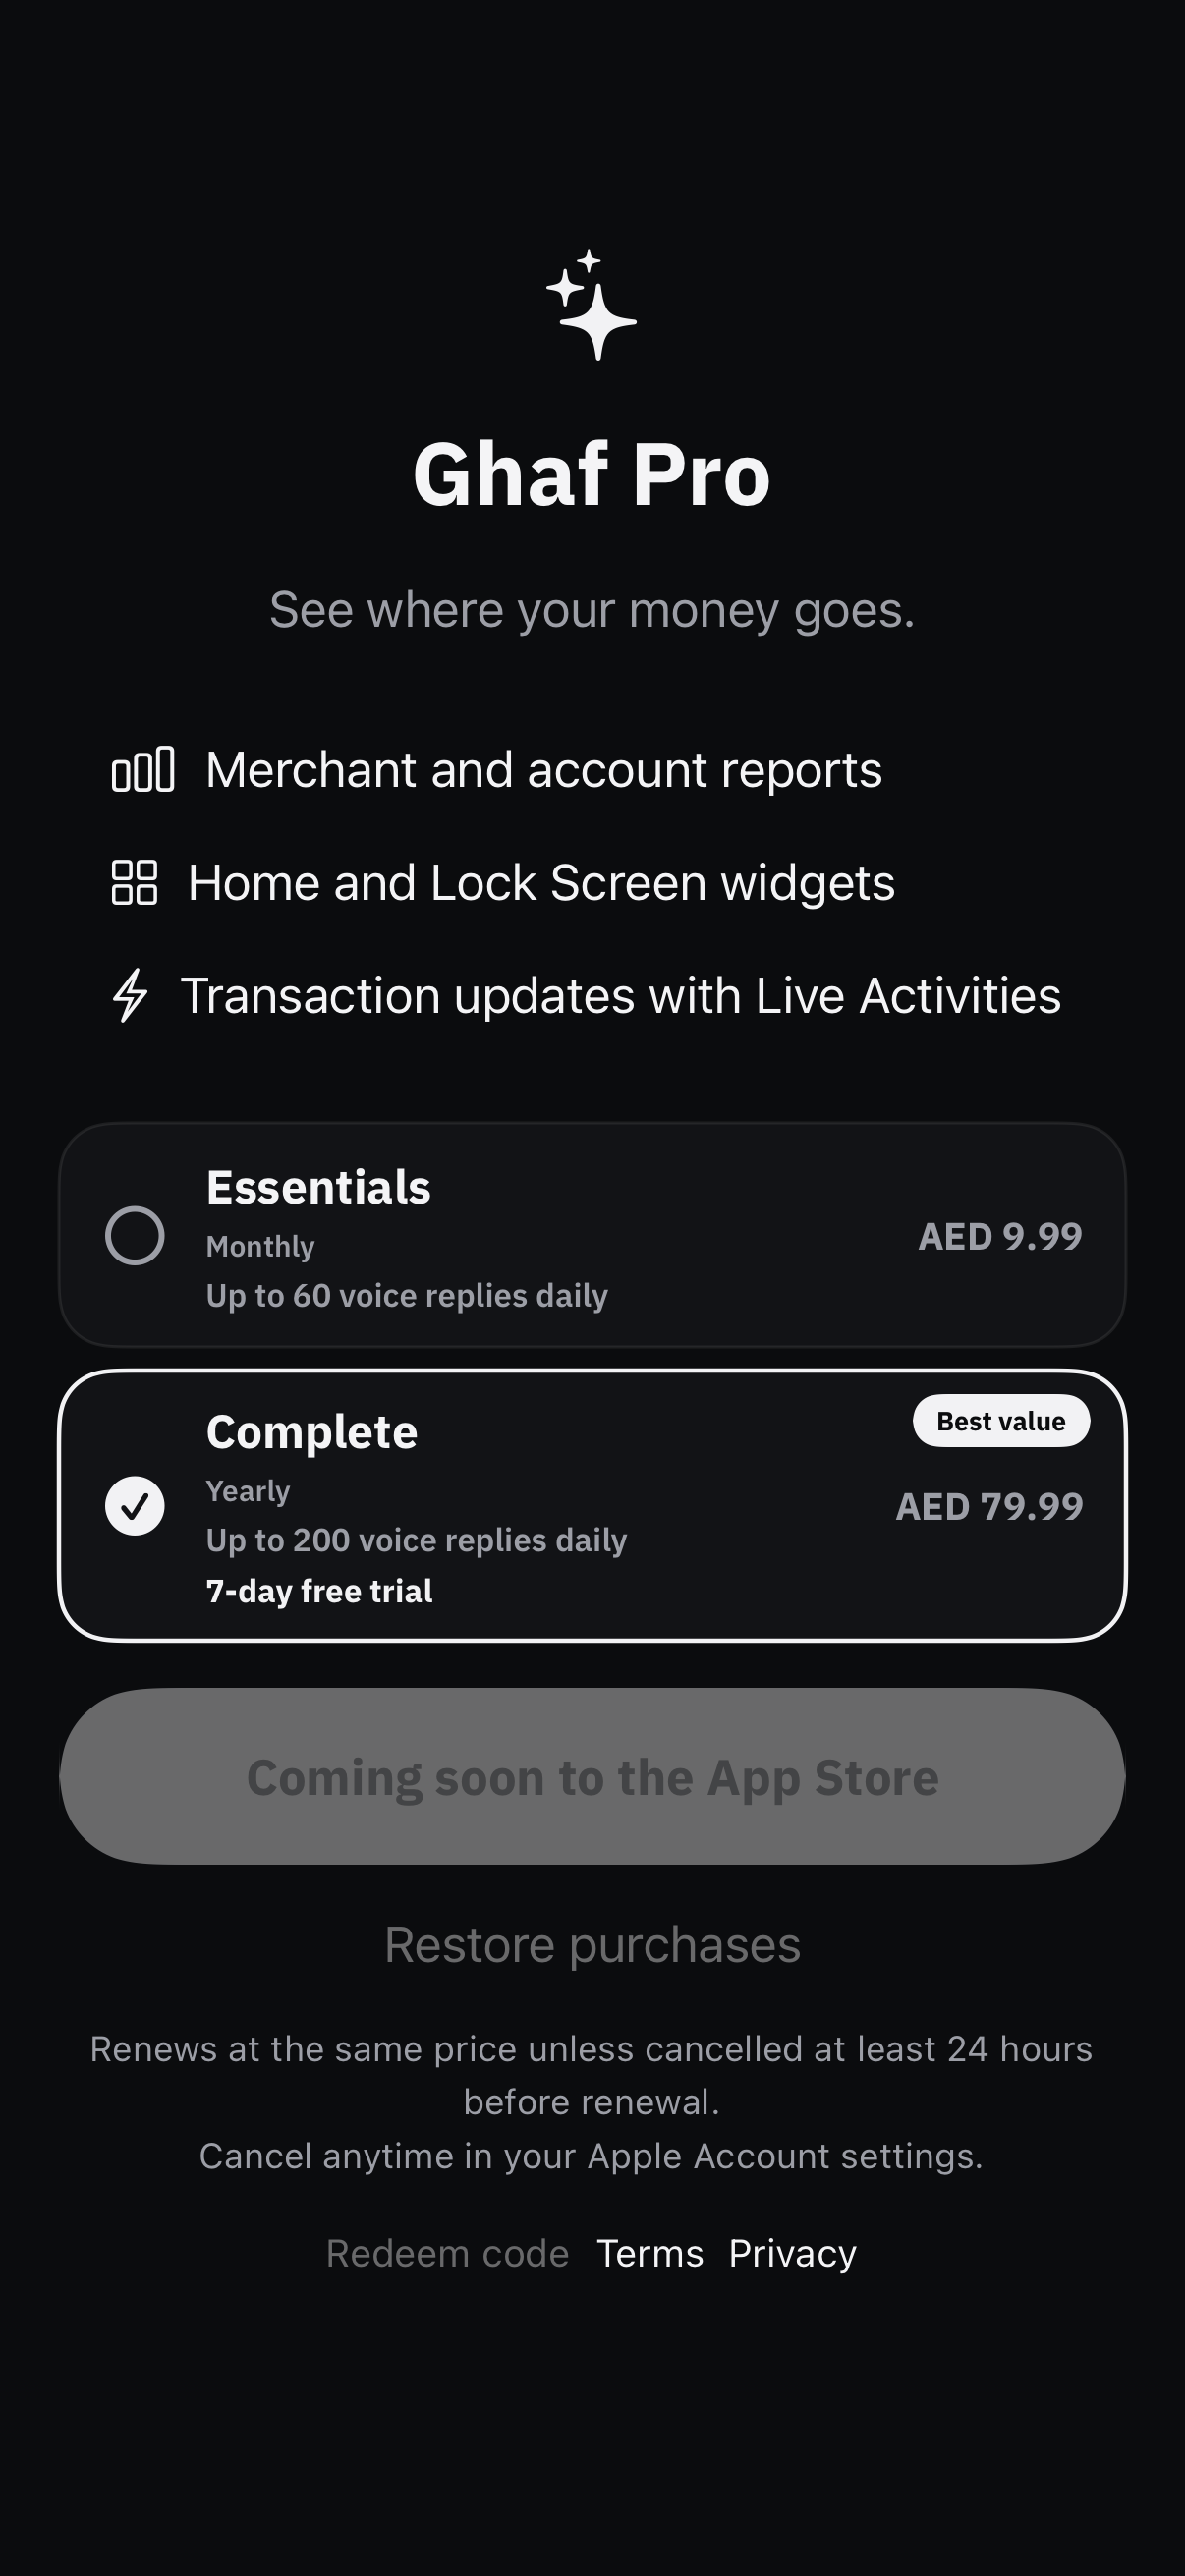 Ghaf Pro
See where your money goes.
Merchant and account reports
Home and Lock Screen widgets
Transaction updates with Live Activities
Essentials
Monthly
Up to 60 voice replies daily
AED 9.99
Complete
Best value
Yearly
AED 79.99
Up to 200 voice replies daily
7-day free trial
Coming soon to the App Store
Restore purchases
Renews at the same price unless cancelled at least 24 hours
before renewal.
Cancel anytime in your Apple Account settings.
Redeem code Terms Privacy